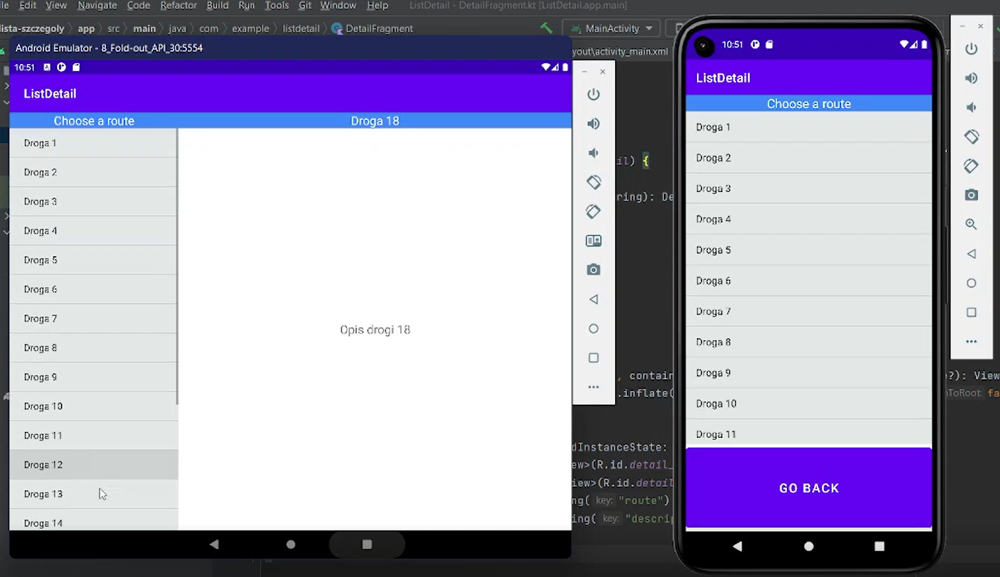 ile Edit View Navigate Code Refactor Build Run Tools Git Window Help ListDetail - DetailFragment.kt [ListDetail.app.main]
lista-szczegoly app src main java com example listdetail DetailFragment MainActivity
Android Emulator - 8_Fold-out_API_30:5554
10:51
ListDetail
Choose a route Droga 18
Droga 1
Droga 2
Droga 3
Droga 4
Droga 5
Droga 6
Droga 7
Droga 8
Droga 9
Droga 10
Droga 11
Droga 12
Droga 13
Droga 14
Opis drogi 18
yout\activity_main.xml
il) {
ring): De
, contain
.inflate(
dInstanceState:
ew>(R.id.detail_
iew>(R.id.detail
ng( key: "route")
ing( key: "descrip
10:51
ListDetail
Choose a route
Droga 1
Droga 2
Droga 3
Droga 4
Droga 5
Droga 6
Droga 7
Droga 8
Droga 9
Droga 10
Droga 11
GO BACK
e?): View
nToRoot: fa